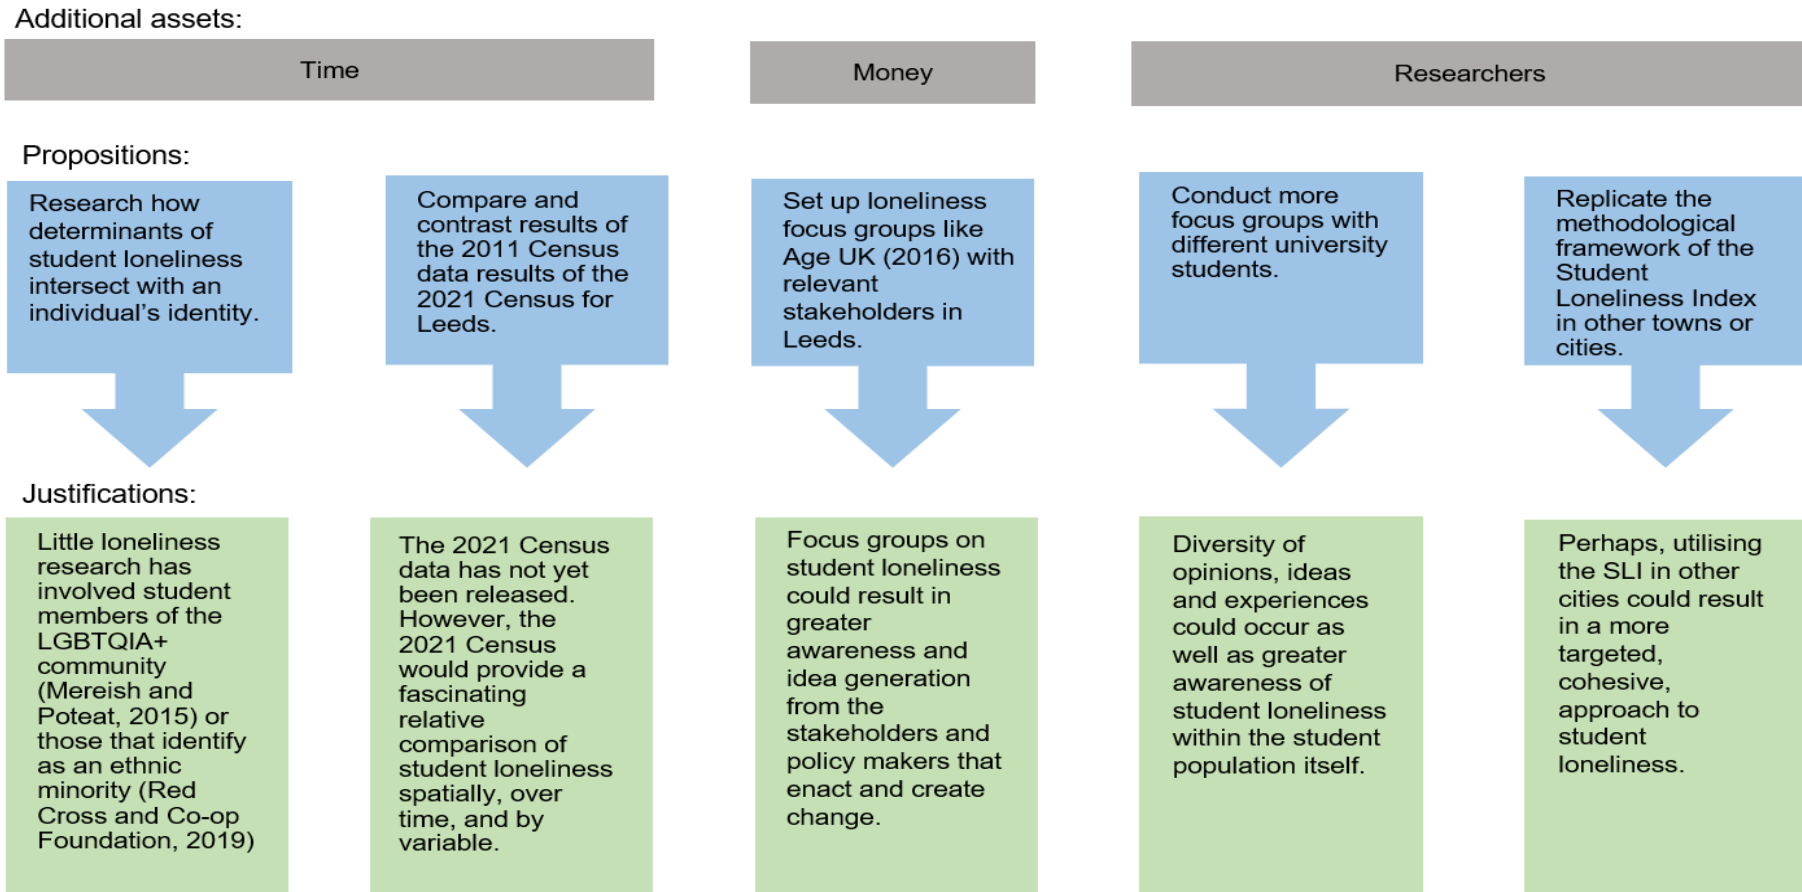 Additional assets:
Time
Money
Researchers
Propositions:
Research how
determinants of
student loneliness
intersect with an
individual’s identity.
Compare and
contrast results of
the 2011 Census
data results of the
2021 Census for
Leeds.
Set up loneliness
focus groups like
Age UK (2016) with
relevant
stakeholders in
Leeds.
Conduct more
focus groups with
different university
students.
Replicate the
methodological
framework of the
Student
Loneliness Index
in other towns or
cities.
Justifications:
Little loneliness
research has
involved student
members of the
LGBTQIA+
community
(Mereish and
Poteat, 2015) or
those that identify
as an ethnic
minority (Red
Cross and Co-op
Foundation, 2019)
The 2021 Census
data has not yet
been released.
However, the
2021 Census
would provide a
fascinating
relative
comparison of
student loneliness
spatially, over
time, and by
variable.
Focus groups on
student loneliness
could result in
greater
awareness and
idea generation
from the
stakeholders and
policy makers that
enact and create
change.
Diversity of
opinions, ideas
and experiences
could occur as
well as greater
awareness of
student loneliness
within the student
population itself.
Perhaps, utilising
the SLI in other
cities could result
in a more
targeted,
cohesive,
approach to
student
loneliness.